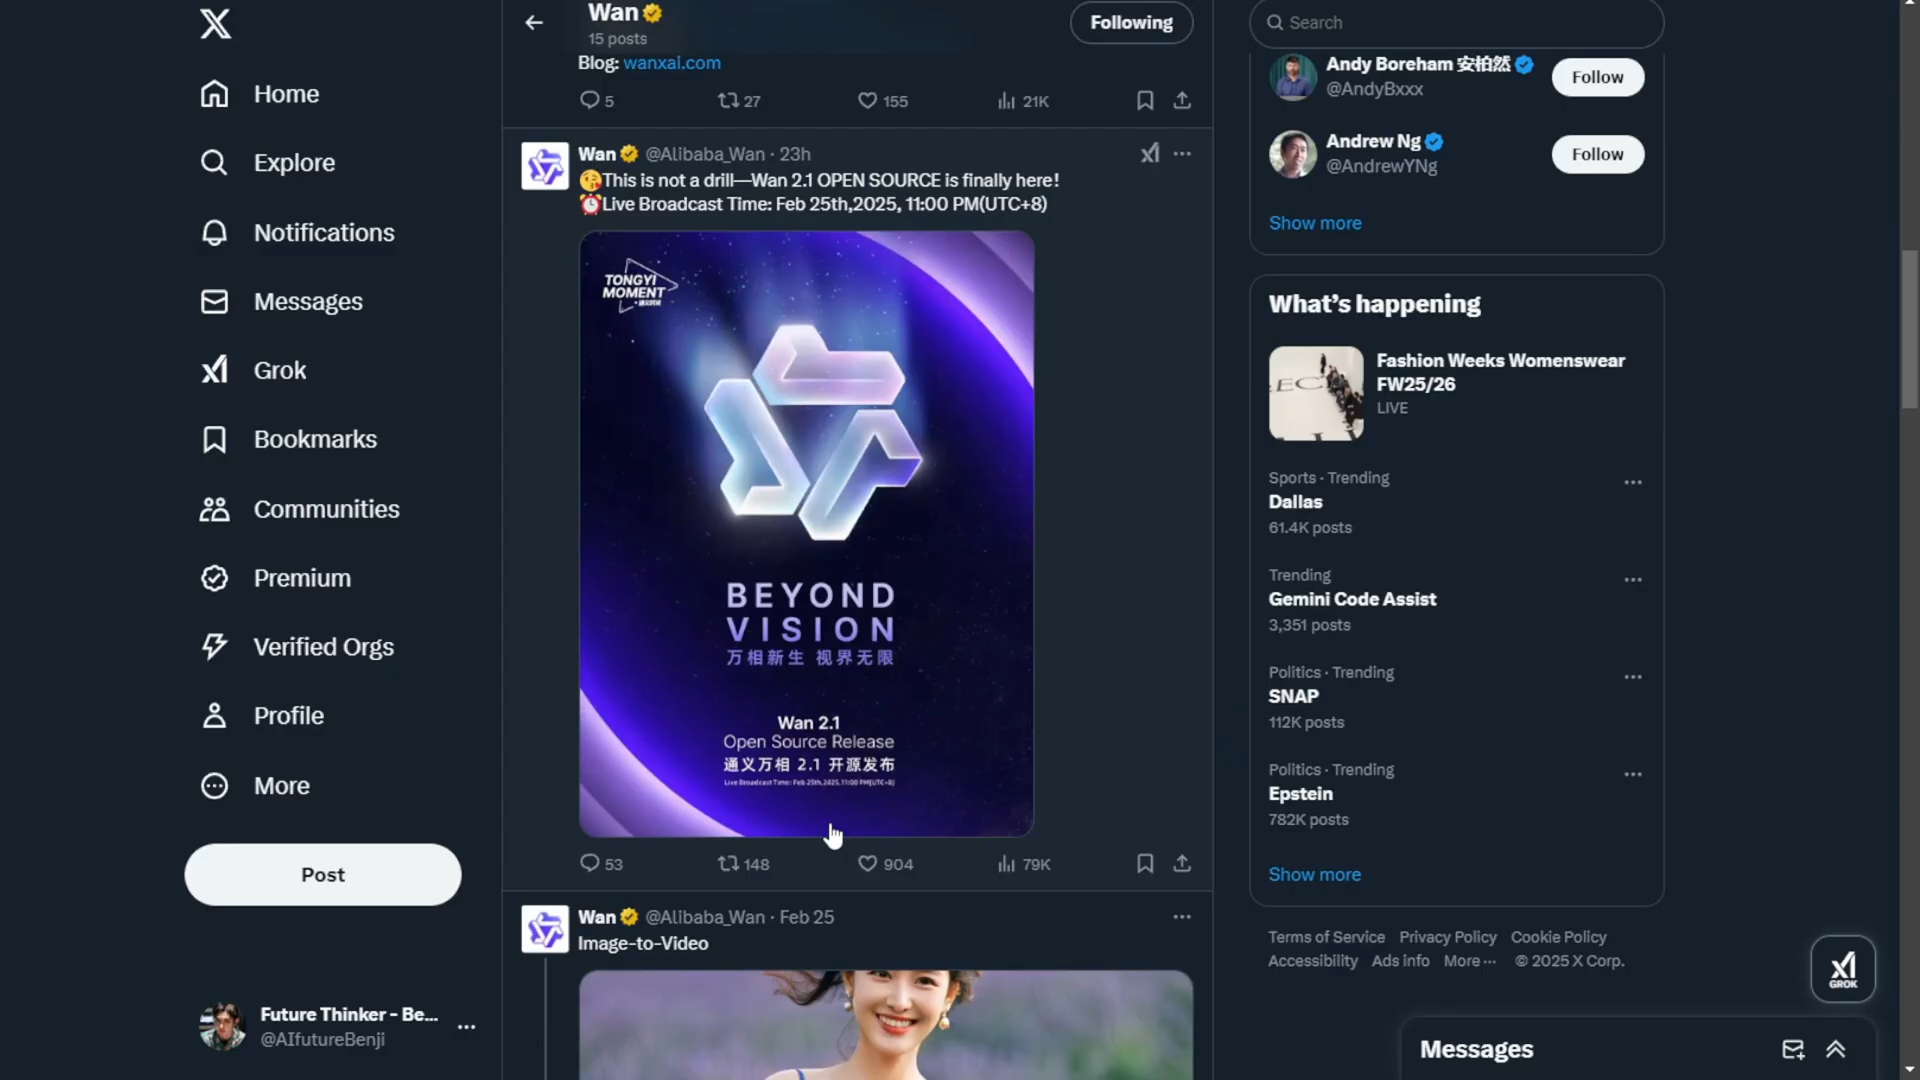 Home
Explore
Notifications
Messages
Grok
Bookmarks
Communities
Premium
Verified Orgs
Profile
More
Post
Future Thinker - Be...
@AIfutureBenji
Wan
15 posts
Following
Blog: wanxai.com
5 27 155 21K
Wan @Alibaba_Wan · 23h
😘This is not a drill—Wan 2.1 OPEN SOURCE is finally here!
⏰Live Broadcast Time: Feb 25th,2025, 11:00 PM(UTC+8)
TONGYI
MOMENT
BEYOND
VISION
万相新生 视界无限
Wan 2.1
Open Source Release
通义万相 2.1 开源发布
Live Broadcast Time: Feb 25th,2025, 11:00 PM(UTC+8)
53 148 904 79K
Wan @Alibaba_Wan · Feb 25
Image-to-Video
Search
Andy Boreham 安柏然
@AndyBxxx
Follow
Andrew Ng
@AndrewYNg
Follow
Show more
What's happening
Fashion Weeks Womenswear
FW25/26
LIVE
Sports · Trending
Dallas
61.4K posts
Trending
Gemini Code Assist
3,351 posts
Politics · Trending
SNAP
112K posts
Politics · Trending
Epstein
782K posts
Show more
Terms of Service Privacy Policy Cookie Policy
Accessibility Ads info More ··· © 2025 X Corp.
GROK
Messages